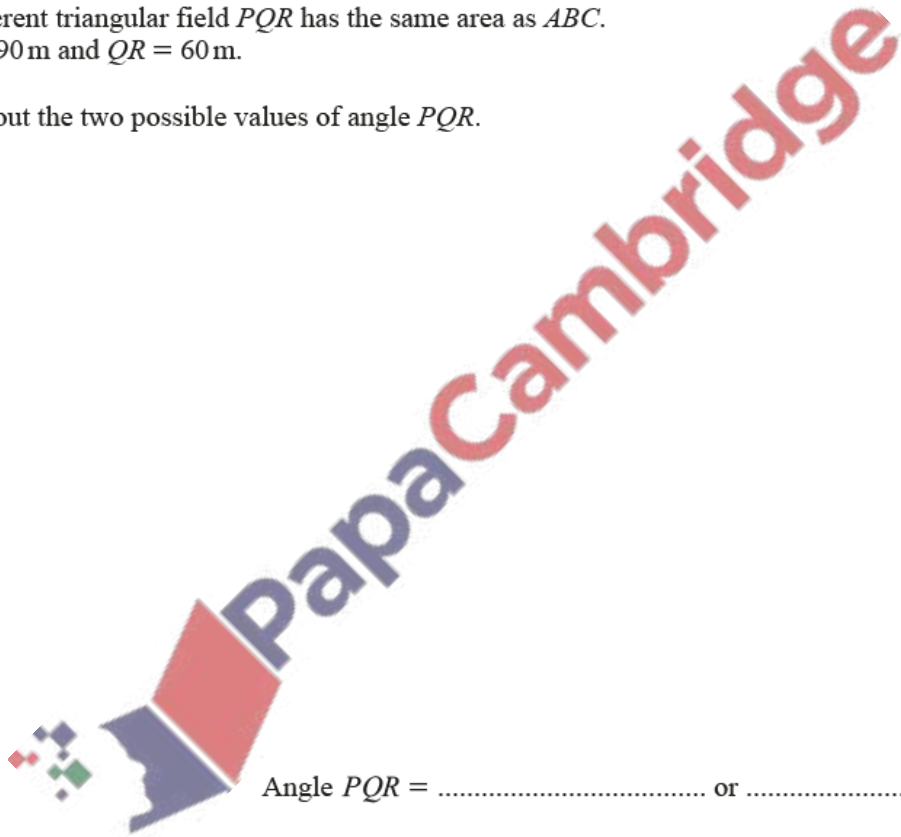 erent triangular field PQR has the same area as ABC.
90 m and QR = 60 m.
out the two possible values of angle PQR.
PapaCambridge
Angle PQR = .................................... or .....................